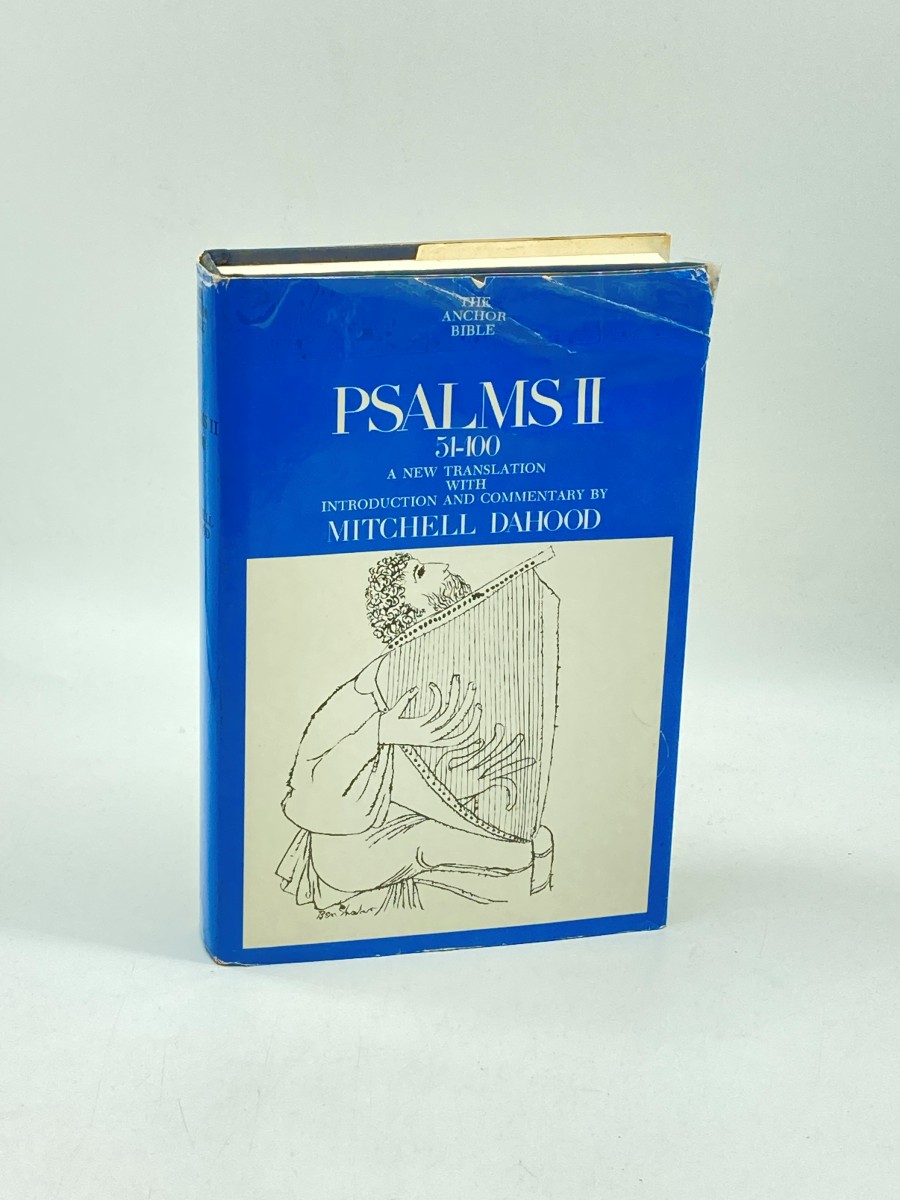 THE
ANCHOR
BIBLE
PSALMS II
51-100
A NEW TRANSLATION
WITH
INTRODUCTION AND COMMENTARY BY
MITCHELL DAHOOD
Ben Shahn